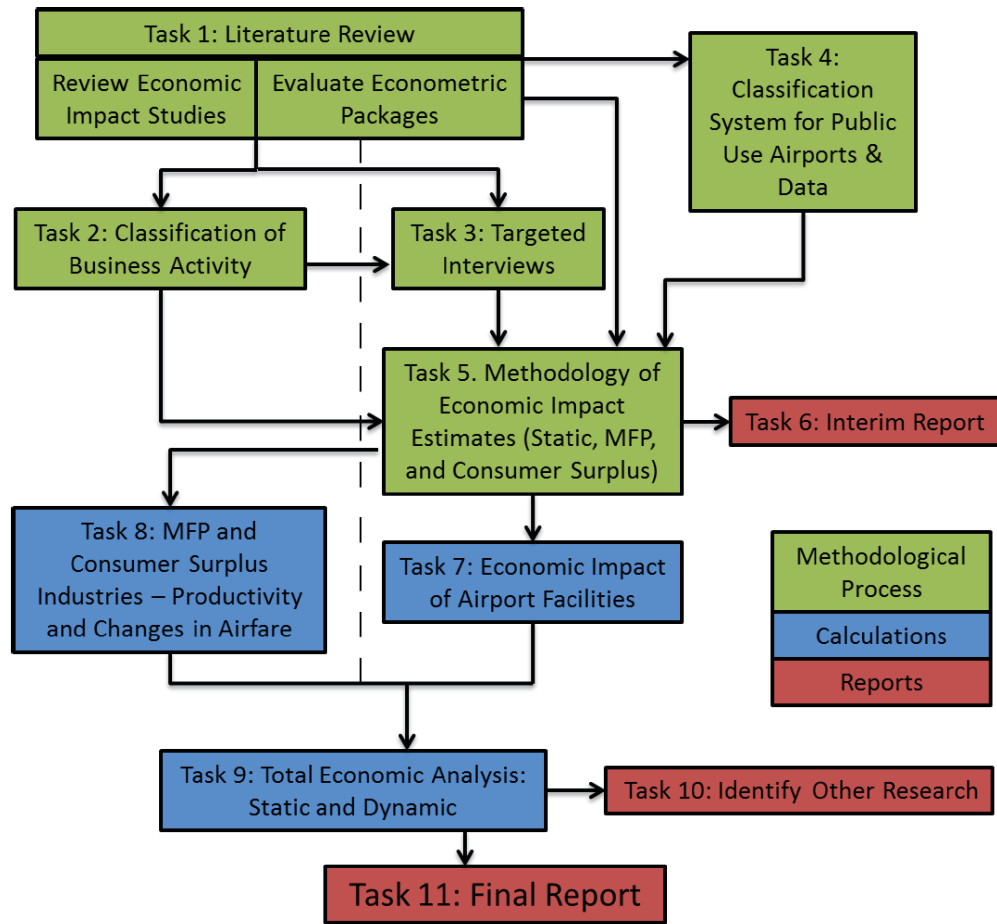 Task 1: Literature Review
Review Economic
Impact Studies
Evaluate Econometric
Packages
Task 4:
Classification
System for Public
Use Airports &
Data
Task 2: Classification of
Business Activity
Task 3: Targeted
Interviews
Task 5. Methodology of
Economic Impact
Estimates (Static, MFP,
and Consumer Surplus)
Task 6: Interim Report
Task 8: MFP and
Consumer Surplus
Industries – Productivity
and Changes in Airfare
Task 7: Economic Impact
of Airport Facilities
Methodological
Process
Calculations
Reports
Task 9: Total Economic Analysis:
Static and Dynamic
Task 10: Identify Other Research
Task 11: Final Report